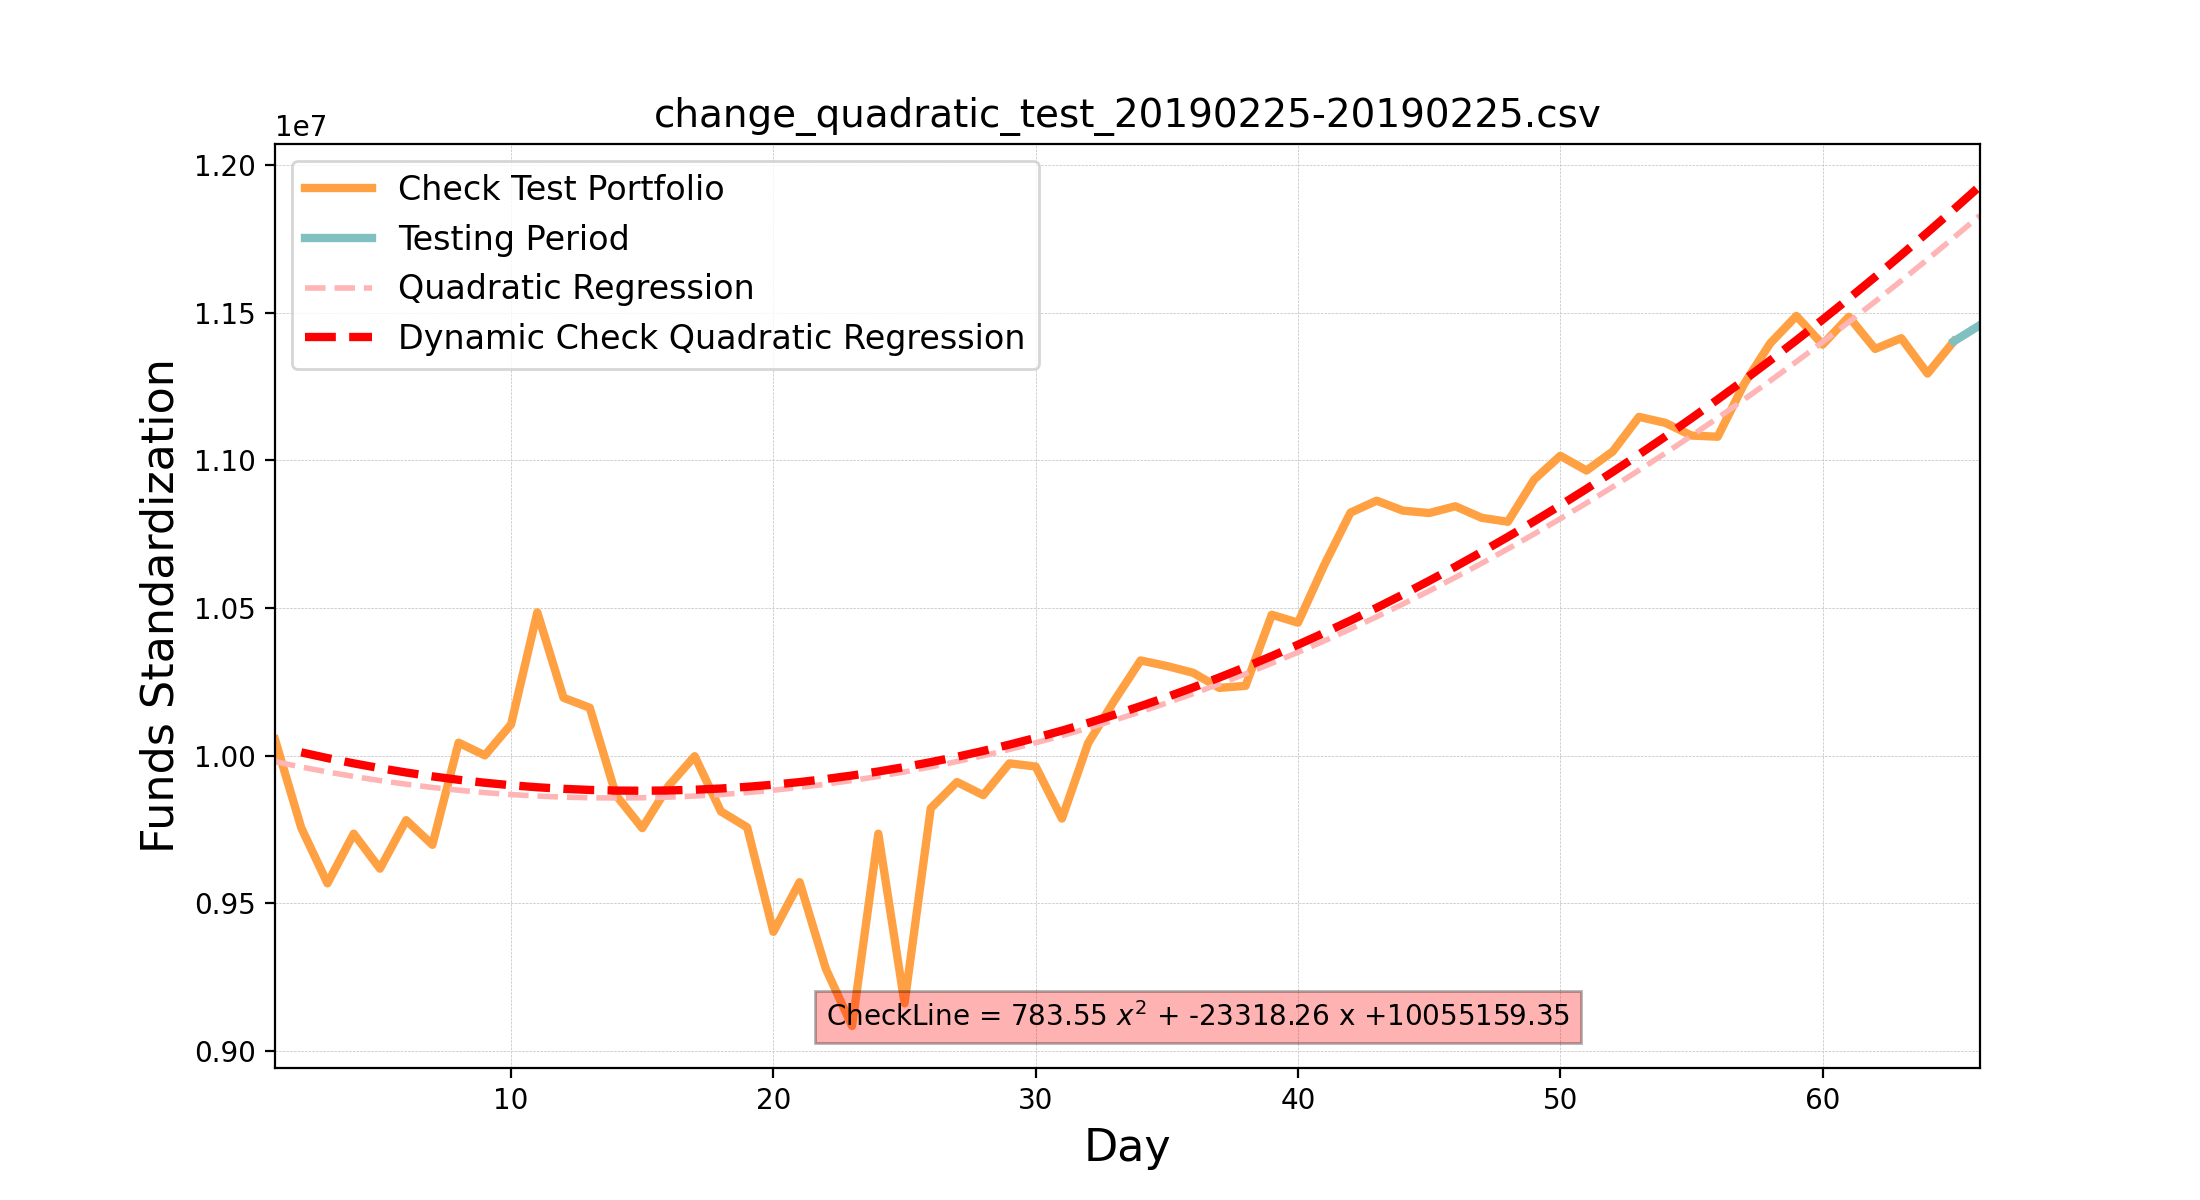 change_quadratic_test_20190225-20190225.csv
1e7
1.20
1.15
1.10
1.05
1.00
0.95
0.90
Funds Standardization
Check Test Portfolio
Testing Period
Quadratic Regression
Dynamic Check Quadratic Regression
CheckLine = 783.55 x² + -23318.26 x +10055159.35
10 20 30 40 50 60
Day